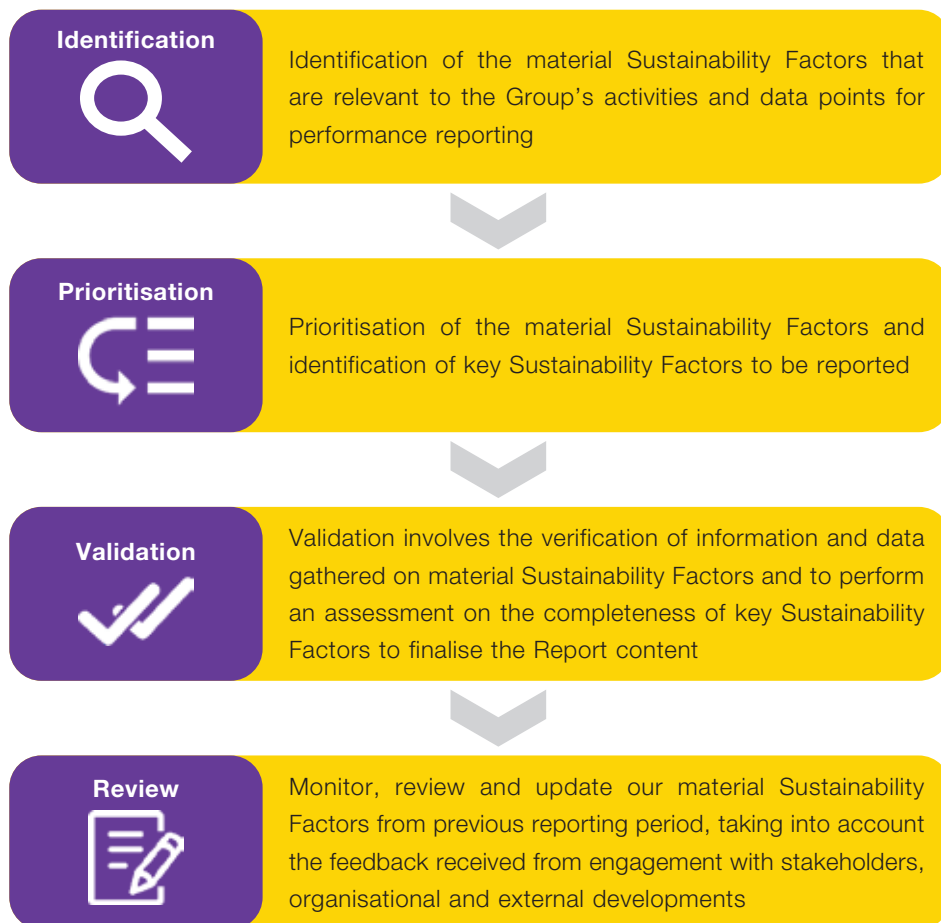 Identification
Identification of the material Sustainability Factors that
are relevant to the Group's activities and data points for
performance reporting
Prioritisation
Prioritisation of the material Sustainability Factors and
identification of key Sustainability Factors to be reported
Validation
Validation involves the verification of information and data
gathered on material Sustainability Factors and to perform
an assessment on the completeness of key Sustainability
Factors to finalise the Report content
Review
Monitor, review and update our material Sustainability
Factors from previous reporting period, taking into account
the feedback received from engagement with stakeholders,
organisational and external developments